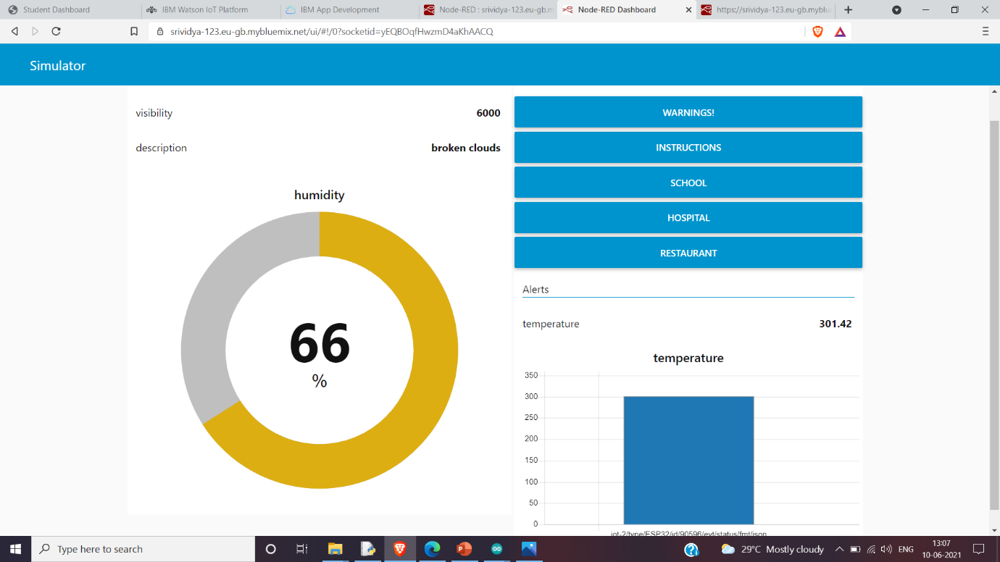 Student Dashboard
IBM Watson IoT Platform
IBM App Development
Node-RED : srividya-123.eu-gb.m
Node-RED Dashboard
https://srividya-123.eu-gb.myblue
srividya-123.eu-gb.mybluemix.net/ui/#!/0?socketid=yEQBOqfHwzmD4aKhAACQ
Simulator
visibility 6000
description broken clouds
humidity
66
%
WARNINGS!
INSTRUCTIONS
SCHOOL
HOSPITAL
RESTAURANT
Alerts
temperature 301.42
temperature
350
300
250
200
150
100
50
0
iot-2/type/ESP32/id/90596/evt/status/fmt/json
Type here to search
29°C Mostly cloudy
ENG
13:07
10-06-2021